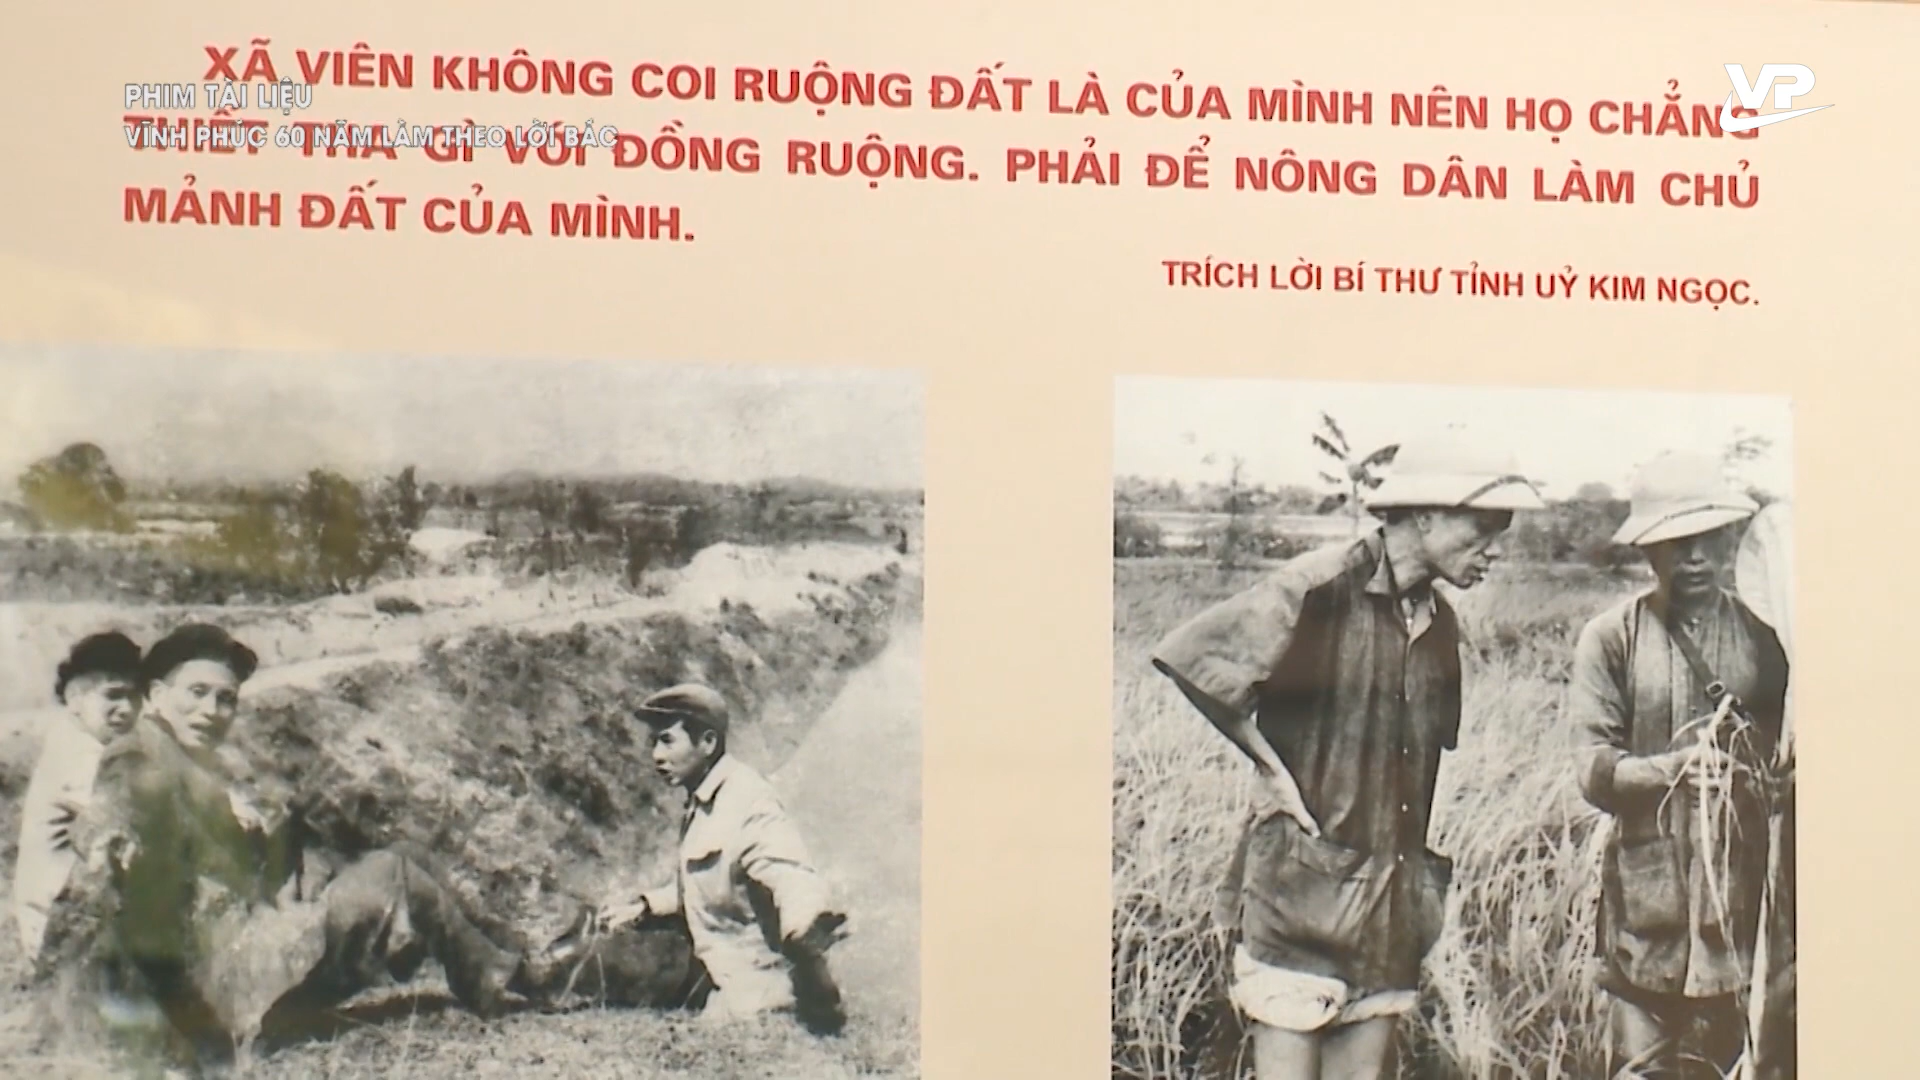 XÃ VIÊN KHÔNG COI RUỘNG ĐẤT LÀ CỦA MÌNH NÊN HỌ CHẲNG
THIẾT THA GÌ VỚI ĐỒNG RUỘNG. PHẢI ĐỂ NÔNG DÂN LÀM CHỦ
MẢNH ĐẤT CỦA MÌNH.
TRÍCH LỜI BÍ THƯ TỈNH UỶ KIM NGỌC.
PHIM TÀI LIỆU
VĨNH PHÚC 60 NĂM LÀM THEO LỜI BÁC
VP